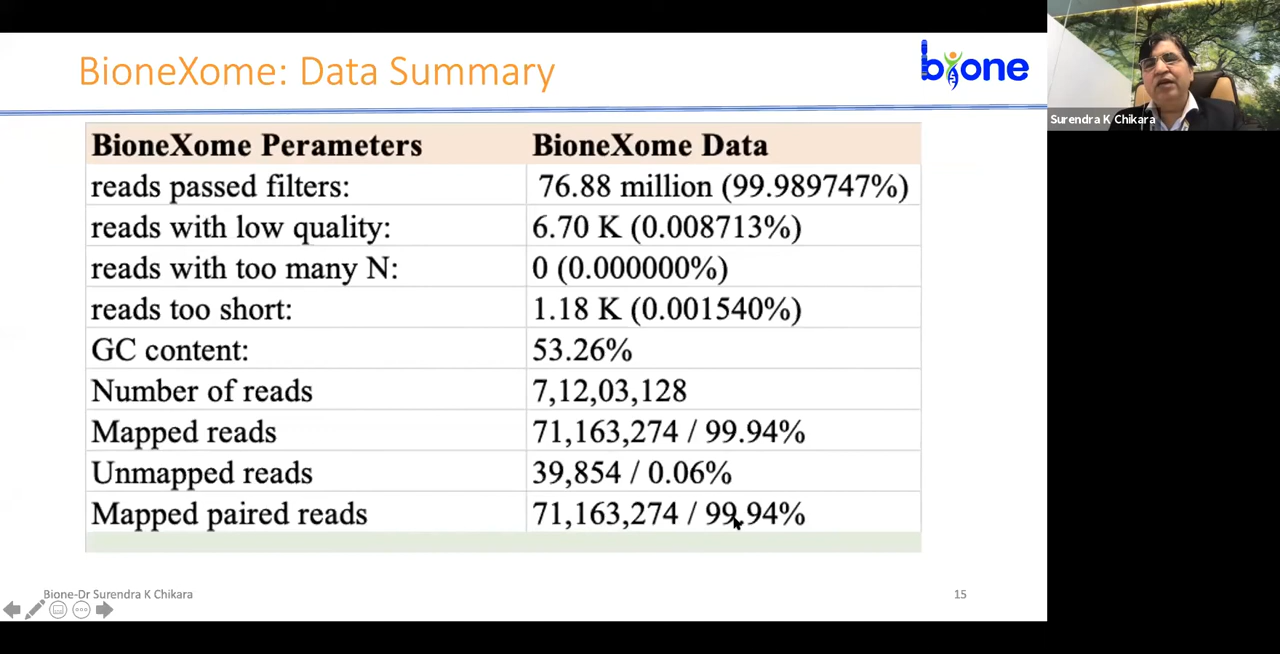 BioneXome: Data Summary
bione
Surendra K Chikara
BioneXome Perameters BioneXome Data
reads passed filters: 76.88 million (99.989747%)
reads with low quality: 6.70 K (0.008713%)
reads with too many N: 0 (0.000000%)
reads too short: 1.18 K (0.001540%)
GC content: 53.26%
Number of reads 7,12,03,128
Mapped reads 71,163,274 / 99.94%
Unmapped reads 39,854 / 0.06%
Mapped paired reads 71,163,274 / 99.94%
Bione-Dr Surendra K Chikara
15